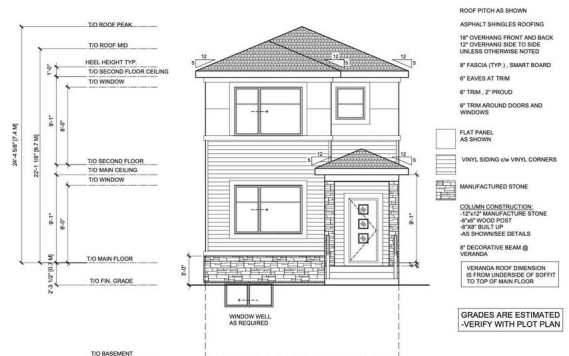 T/O ROOF PEAK
T/O ROOF MID
HEEL HEIGHT TYP.
T/O SECOND FLOOR CEILING
T/O WINDOW
T/O SECOND FLOOR
T/O MAIN CEILING
T/O WINDOW
T/O MAIN FLOOR
T/O FIN. GRADE
T/O BASEMENT
24'-4 5/8" [7.4 M]
22'-1 1/8" [6.7 M]
2'-3 1/2" [0.7 M]
1'-0"
9'-1"
8'-0"
9'-1"
8'-0"
3'-0"
9'-1"
12
5
12
5
12
5
12
5
WINDOW WELL
AS REQUIRED
ROOF PITCH AS SHOWN
ASPHALT SHINGLES ROOFING
18" OVERHANG FRONT AND BACK
12" OVERHANG SIDE TO SIDE
UNLESS OTHERWISE NOTED
8" FASCIA (TYP.) , SMART BOARD
6" EAVES AT TRIM
6" TRIM , 2" PROUD
6" TRIM AROUND DOORS AND
WINDOWS
FLAT PANEL
AS SHOWN
VINYL SIDING c/w VINYL CORNERS
MANUFACTURED STONE
COLUMN CONSTRUCTION:
-12"x12" MANUFACTURE STONE
-6"x6" WOOD POST
-8"X8" BUILT UP
-AS SHOWN/SEE DETAILS
8" DECORATIVE BEAM @
VERANDA
VERANDA ROOF DIMENSION
IS FROM UNDERSIDE OF SOFFIT
TO TOP OF MAIN FLOOR
GRADES ARE ESTIMATED
-VERIFY WITH PLOT PLAN